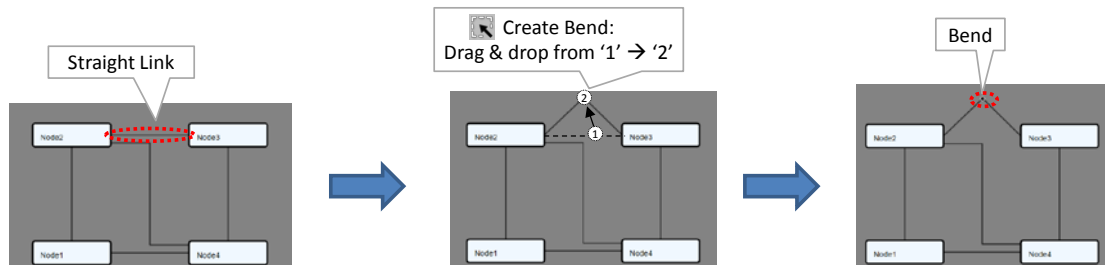 Straight Link
Node2
Node3
Node1
Node4
Create Bend:
Drag & drop from ‘1’ → ‘2’
2
1
Node2
Node3
Node1
Node4
Bend
Node2
Node3
Node1
Node4